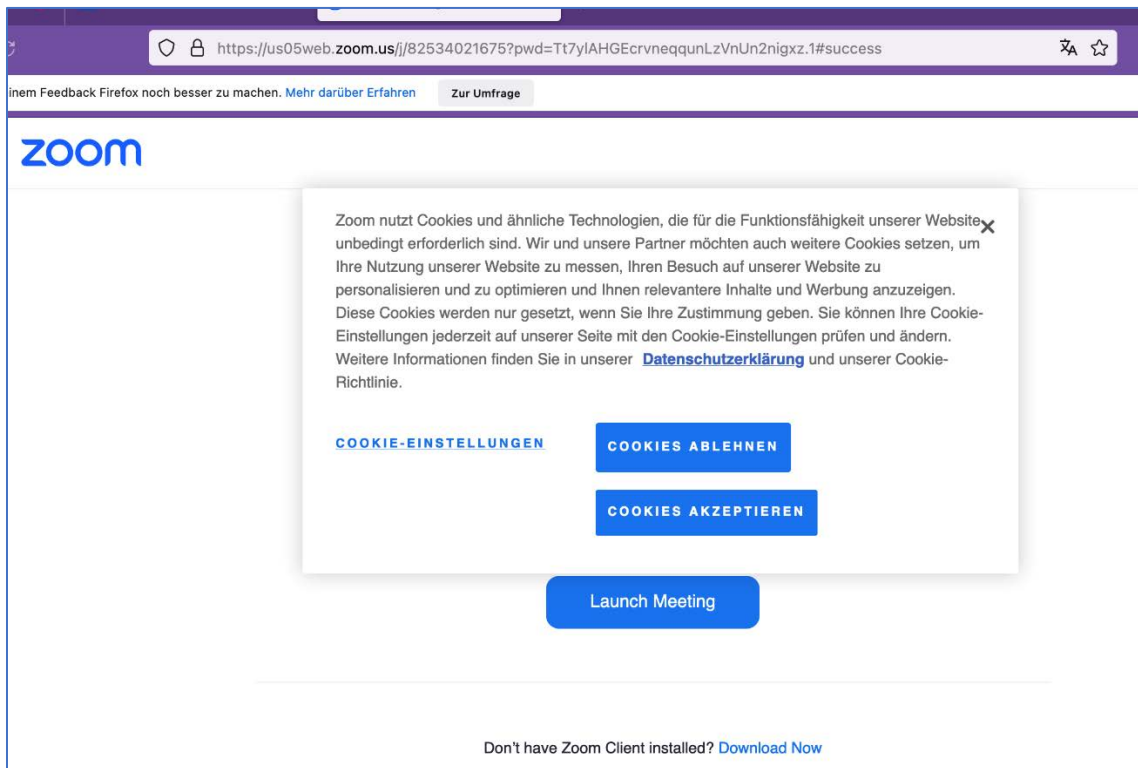 https://us05web.zoom.us/j/82534021675?pwd=Tt7ylAHGEcrvneqqunLzVnUn2nigxz.1#success
inem Feedback Firefox noch besser zu machen. Mehr darüber Erfahren Zur Umfrage
zoom
Zoom nutzt Cookies und ähnliche Technologien, die für die Funktionsfähigkeit unserer Website
unbedingt erforderlich sind. Wir und unsere Partner möchten auch weitere Cookies setzen, um
Ihre Nutzung unserer Website zu messen, Ihren Besuch auf unserer Website zu
personalisieren und zu optimieren und Ihnen relevantere Inhalte und Werbung anzuzeigen.
Diese Cookies werden nur gesetzt, wenn Sie Ihre Zustimmung geben. Sie können Ihre Cookie-
Einstellungen jederzeit auf unserer Seite mit den Cookie-Einstellungen prüfen und ändern.
Weitere Informationen finden Sie in unserer Datenschutzerklärung und unserer Cookie-
Richtlinie.
COOKIE-EINSTELLUNGEN
COOKIES ABLEHNEN
COOKIES AKZEPTIEREN
Launch Meeting
Don't have Zoom Client installed? Download Now